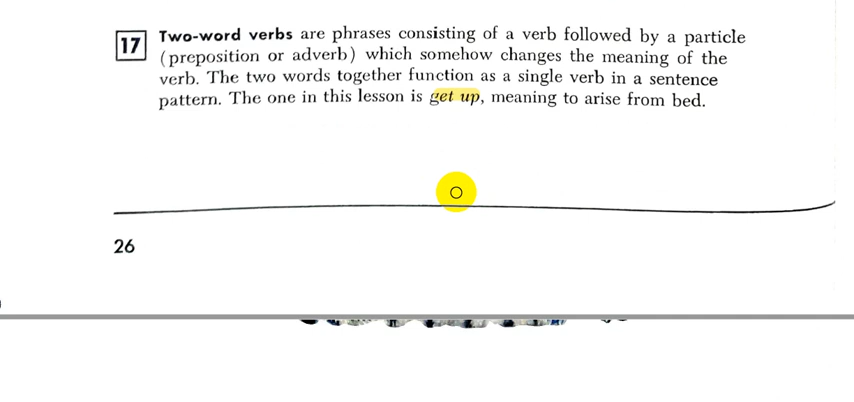 17 Two-word verbs are phrases consisting of a verb followed by a particle
(preposition or adverb) which somehow changes the meaning of the
verb. The two words together function as a single verb in a sentence
pattern. The one in this lesson is get up, meaning to arise from bed.
26